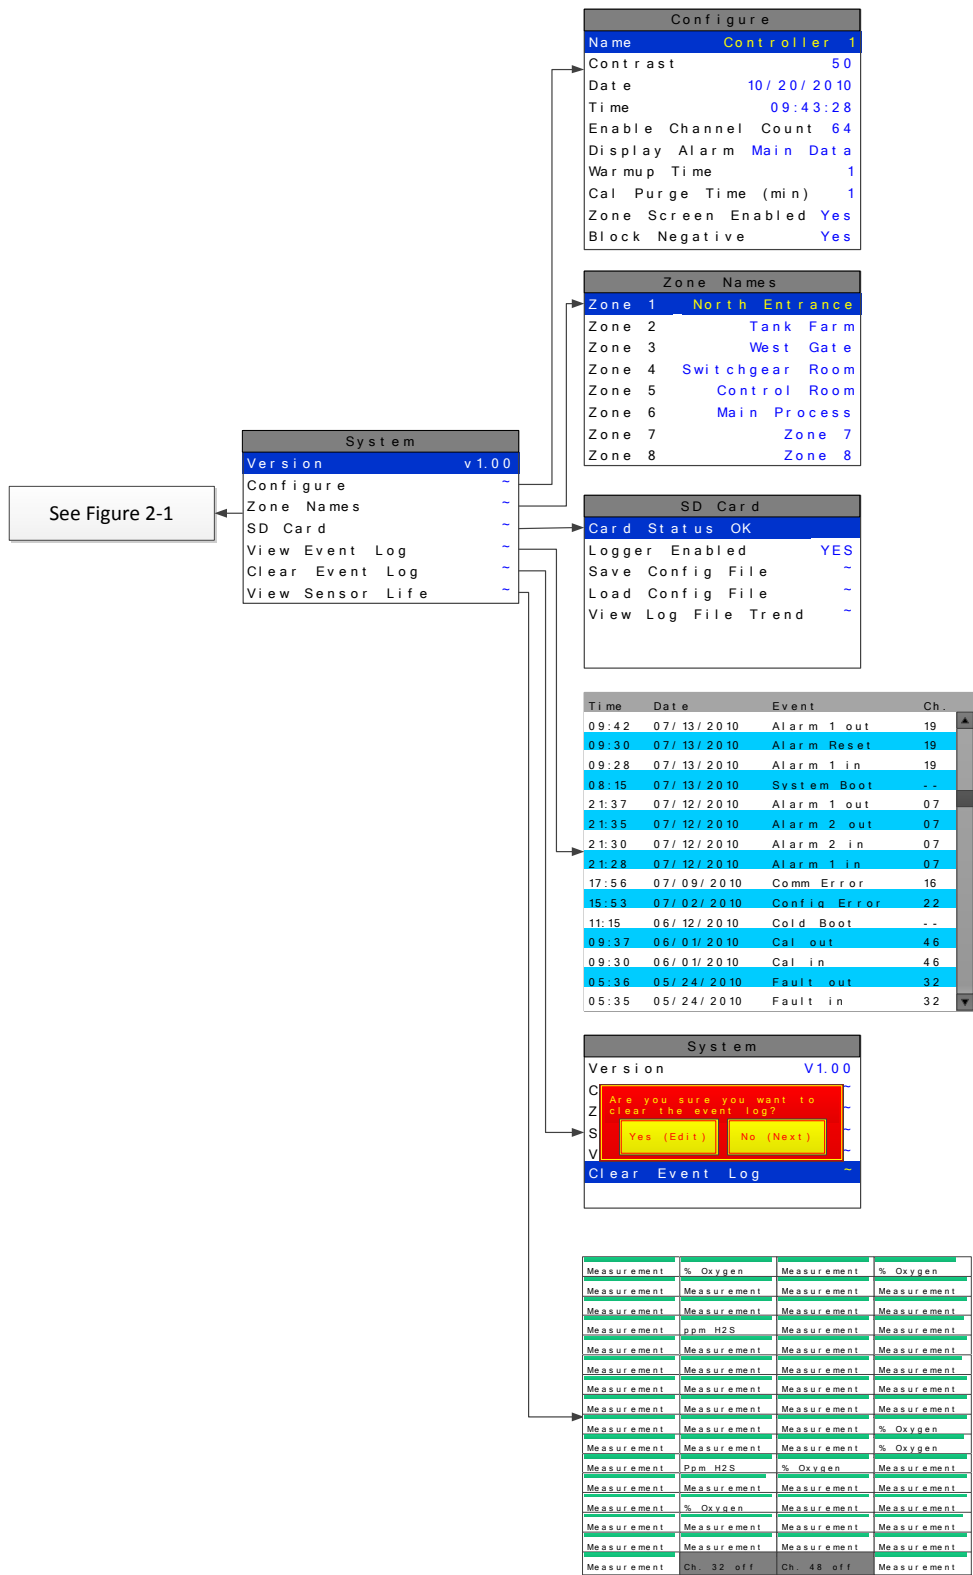 Configure
Name Controller 1
Contrast 50
Date 10/20/2010
Time 09:43:28
Enable Channel Count 64
Display Alarm Main Data
Warmup Time 1
Cal Purge Time (min) 1
Zone Screen Enabled Yes
Block Negative Yes
Zone Names
Zone 1 North Entrance
Zone 2 Tank Farm
Zone 3 West Gate
Zone 4 Switchgear Room
Zone 5 Control Room
Zone 6 Main Process
Zone 7 Zone 7
Zone 8 Zone 8
System
Version v1.00
Configure ~
Zone Names ~
SD Card ~
View Event Log ~
Clear Event Log ~
View Sensor Life ~
See Figure 2-1
SD Card
Card Status OK
Logger Enabled YES
Save Config File ~
Load Config File ~
View Log File Trend ~
Time Date Event Ch.
09:42 07/13/2010 Alarm 1 out 19
09:30 07/13/2010 Alarm Reset 19
09:28 07/13/2010 Alarm 1 in 19
08:15 07/13/2010 System Boot --
21:37 07/12/2010 Alarm 1 out 07
21:35 07/12/2010 Alarm 2 out 07
21:30 07/12/2010 Alarm 2 in 07
21:28 07/12/2010 Alarm 1 in 07
17:56 07/09/2010 Comm Error 16
15:53 07/02/2010 Config Error 22
11:15 06/12/2010 Cold Boot --
09:37 06/01/2010 Cal out 46
09:30 06/01/2010 Cal in 46
05:36 05/24/2010 Fault out 32
05:35 05/24/2010 Fault in 32
System
Version V1.00
C ~
Z ~
S ~
V ~
Are you sure you want to
clear the event log?
Yes (Edit) No (Next)
Clear Event Log ~
Measurement % Oxygen Measurement % Oxygen
Measurement Measurement Measurement Measurement
Measurement Measurement Measurement Measurement
Measurement ppm H2S Measurement Measurement
Measurement Measurement Measurement Measurement
Measurement Measurement Measurement Measurement
Measurement Measurement Measurement Measurement
Measurement Measurement Measurement Measurement
Measurement Measurement Measurement % Oxygen
Measurement Measurement Measurement % Oxygen
Measurement Ppm H2S % Oxygen Measurement
Measurement Measurement Measurement Measurement
Measurement % Oxygen Measurement Measurement
Measurement Measurement Measurement Measurement
Measurement Measurement Measurement Measurement
Measurement Ch. 32 off Ch. 48 off Measurement